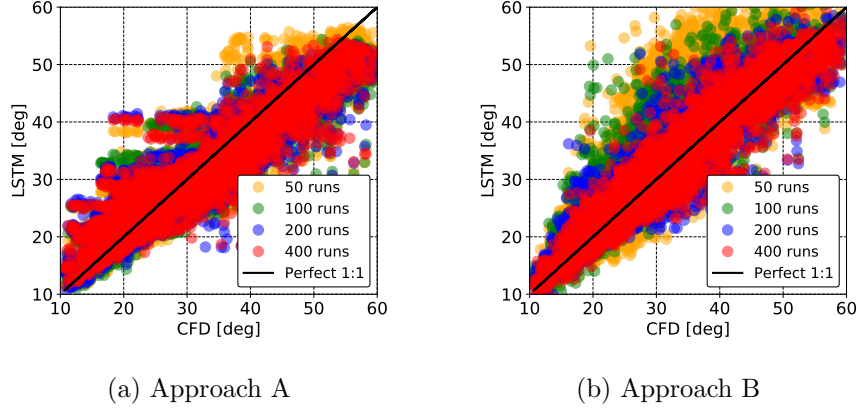 60
50
40
30
20
10
LSTM [deg]
50 runs
100 runs
200 runs
400 runs
Perfect 1:1
10 20 30 40 50 60
CFD [deg]
(a) Approach A
60
50
40
30
20
10
LSTM [deg]
50 runs
100 runs
200 runs
400 runs
Perfect 1:1
10 20 30 40 50 60
CFD [deg]
(b) Approach B